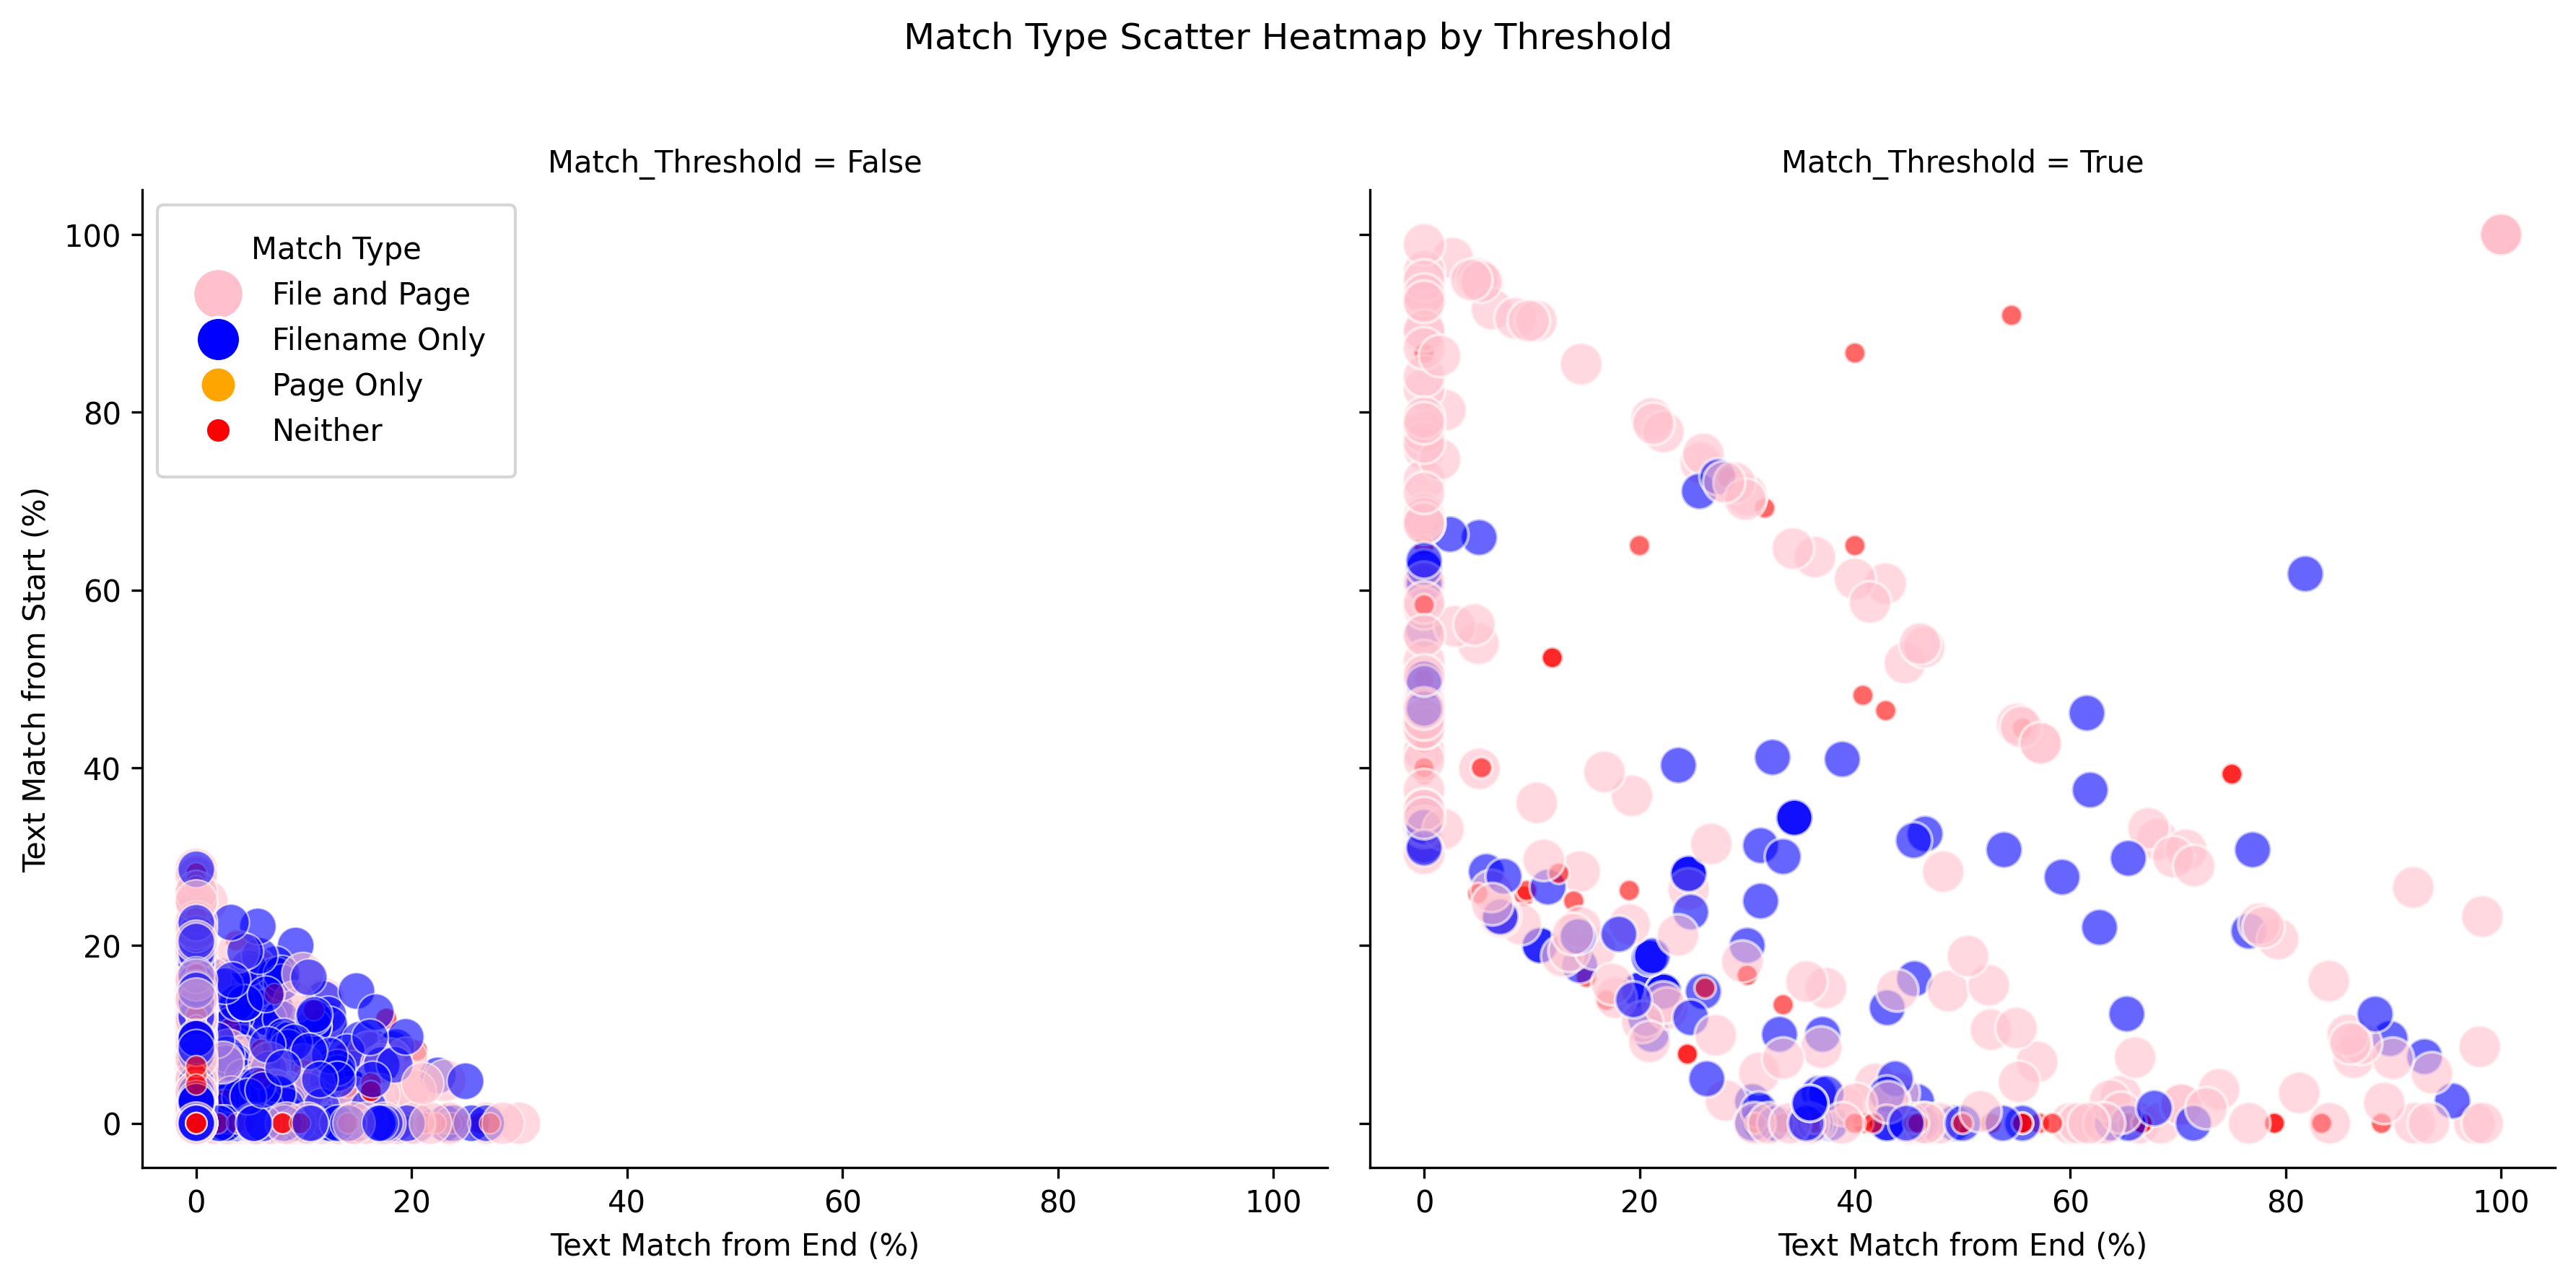 Match Type Scatter Heatmap by Threshold
Match_Threshold = False
Match_Threshold = True
Text Match from Start (%)
100
80
60
40
20
0
Match Type
File and Page
Filename Only
Page Only
Neither
0 20 40 60 80 100
0 20 40 60 80 100
Text Match from End (%)
Text Match from End (%)